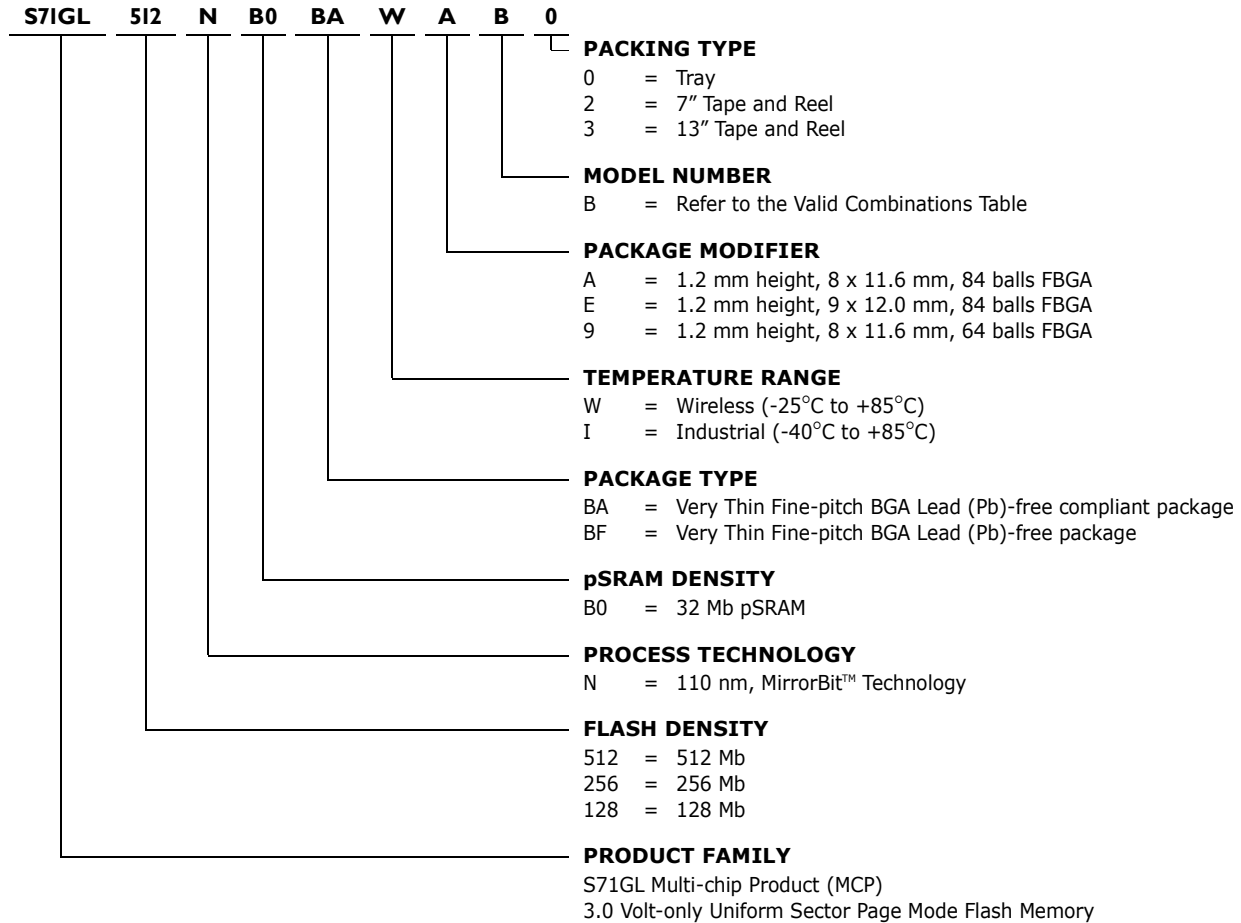 S71GL 512 N B0 BA W A B 0
PACKING TYPE
0 = Tray
2 = 7″ Tape and Reel
3 = 13″ Tape and Reel
MODEL NUMBER
B = Refer to the Valid Combinations Table
PACKAGE MODIFIER
A = 1.2 mm height, 8 x 11.6 mm, 84 balls FBGA
E = 1.2 mm height, 9 x 12.0 mm, 84 balls FBGA
9 = 1.2 mm height, 8 x 11.6 mm, 64 balls FBGA
TEMPERATURE RANGE
W = Wireless (-25°C to +85°C)
I = Industrial (-40°C to +85°C)
PACKAGE TYPE
BA = Very Thin Fine-pitch BGA Lead (Pb)-free compliant package
BF = Very Thin Fine-pitch BGA Lead (Pb)-free package
pSRAM DENSITY
B0 = 32 Mb pSRAM
PROCESS TECHNOLOGY
N = 110 nm, MirrorBit™ Technology
FLASH DENSITY
512 = 512 Mb
256 = 256 Mb
128 = 128 Mb
PRODUCT FAMILY
S71GL Multi-chip Product (MCP)
3.0 Volt-only Uniform Sector Page Mode Flash Memory